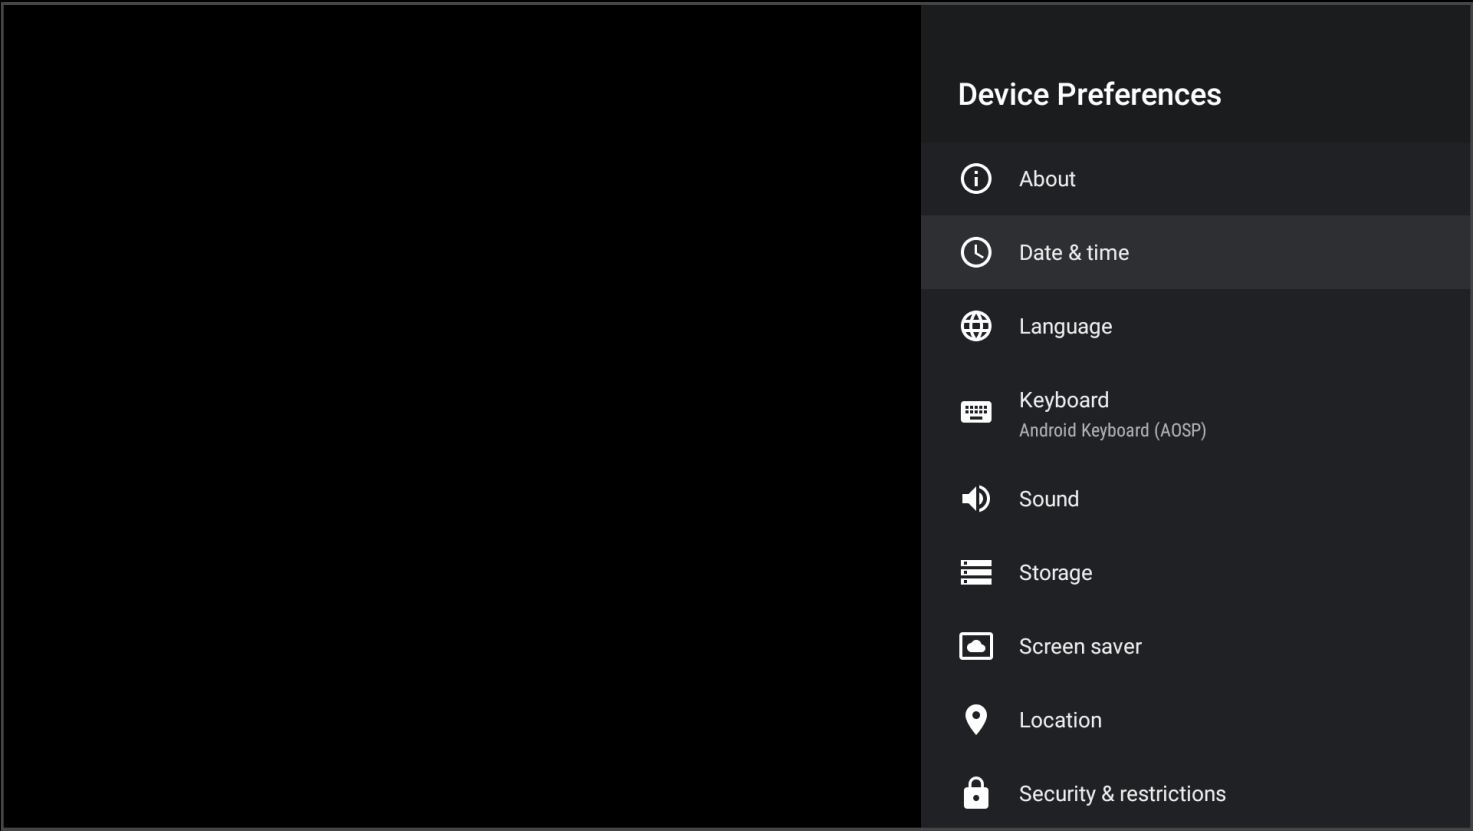 Device Preferences
About
Date & time
Language
Keyboard
Android Keyboard (AOSP)
Sound
Storage
Screen saver
Location
Security & restrictions